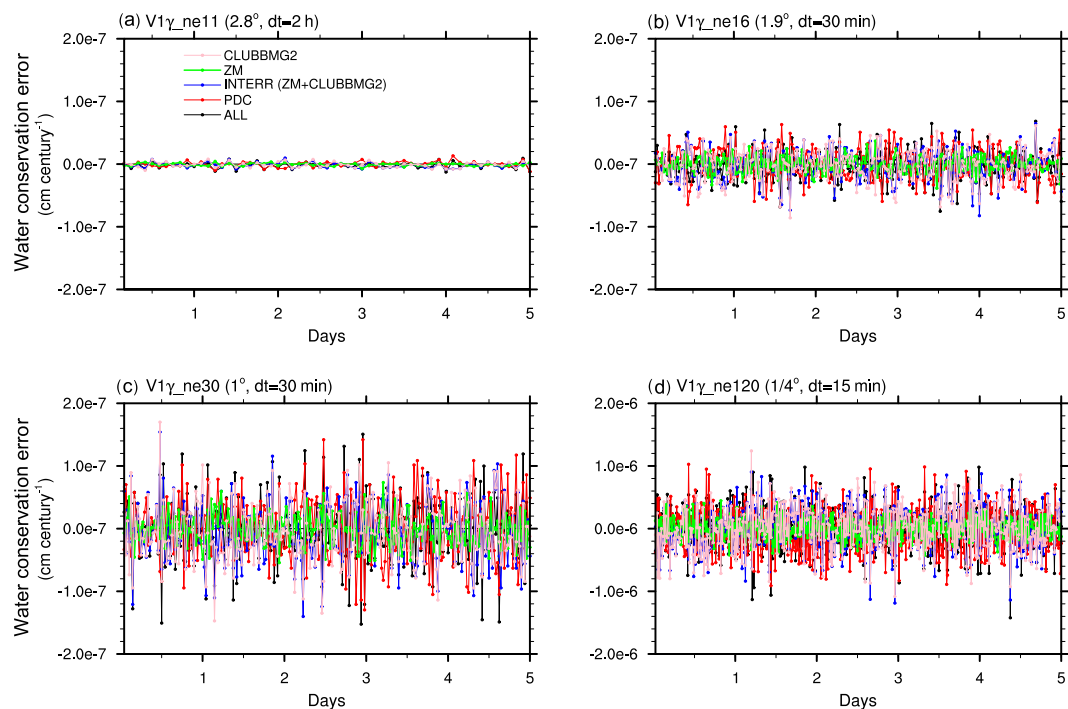 (a) V1γ_ne11 (2.8°, dt=2 h)
2.0e-7
1.0e-7
0.0e-7
-1.0e-7
-2.0e-7
Water conservation error
(cm century⁻¹)
CLUBBMG2
ZM
INTERR (ZM+CLUBBMG2)
PDC
ALL
1 2 3 4 5
Days
(b) V1γ_ne16 (1.9°, dt=30 min)
2.0e-7
1.0e-7
0.0e-7
-1.0e-7
-2.0e-7
1 2 3 4 5
Days
(c) V1γ_ne30 (1°, dt=30 min)
2.0e-7
1.0e-7
0.0e-7
-1.0e-7
-2.0e-7
Water conservation error
(cm century⁻¹)
1 2 3 4 5
Days
(d) V1γ_ne120 (1/4°, dt=15 min)
2.0e-6
1.0e-6
0.0e-6
-1.0e-6
-2.0e-6
1 2 3 4 5
Days